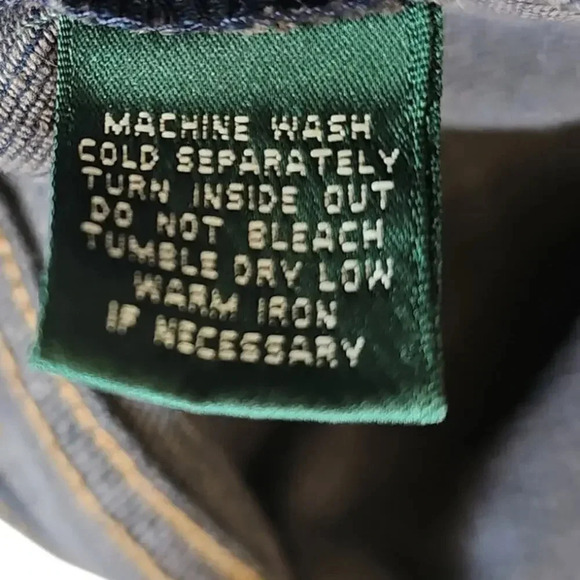 MACHINE WASH
COLD SEPARATELY
TURN INSIDE OUT
DO NOT BLEACH
TUMBLE DRY LOW
WARM IRON
IF NECESSARY